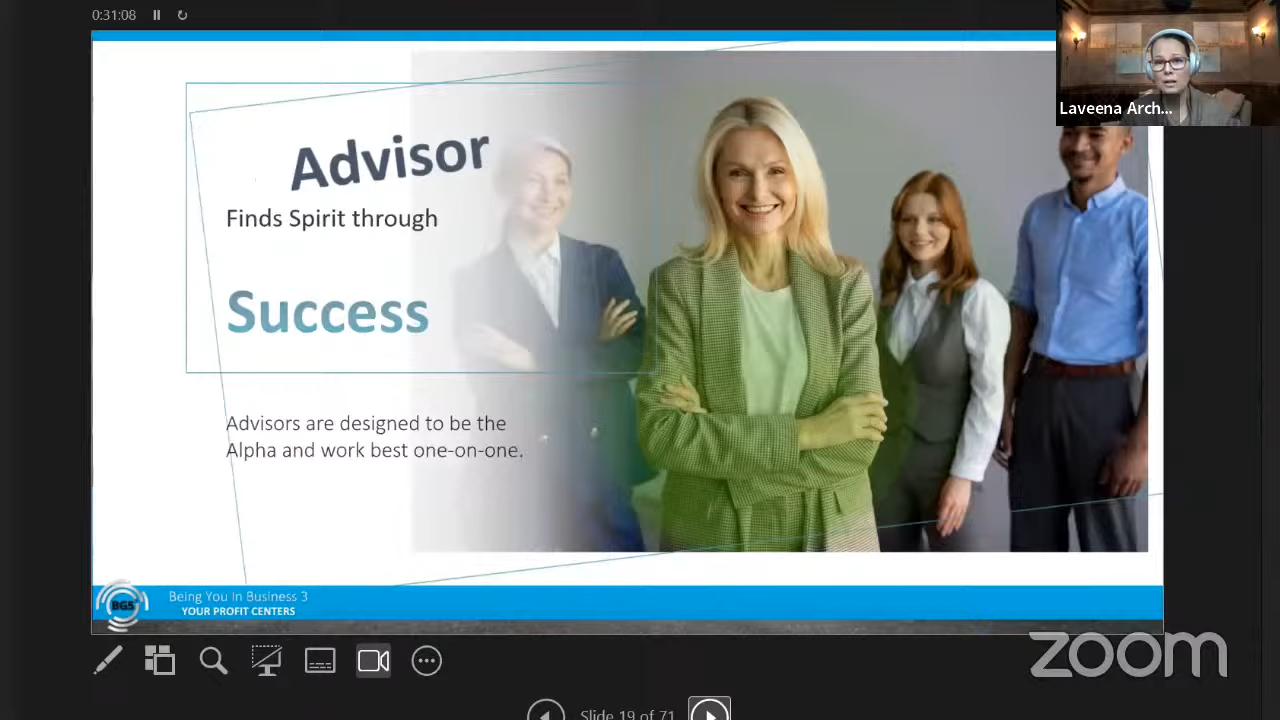 0:31:08
Laveena Arch...
Advisor
Finds Spirit through
Success
Advisors are designed to be the
Alpha and work best one-on-one.
BG5
Being You In Business 3
YOUR PROFIT CENTERS
zoom
Slide 19 of 71